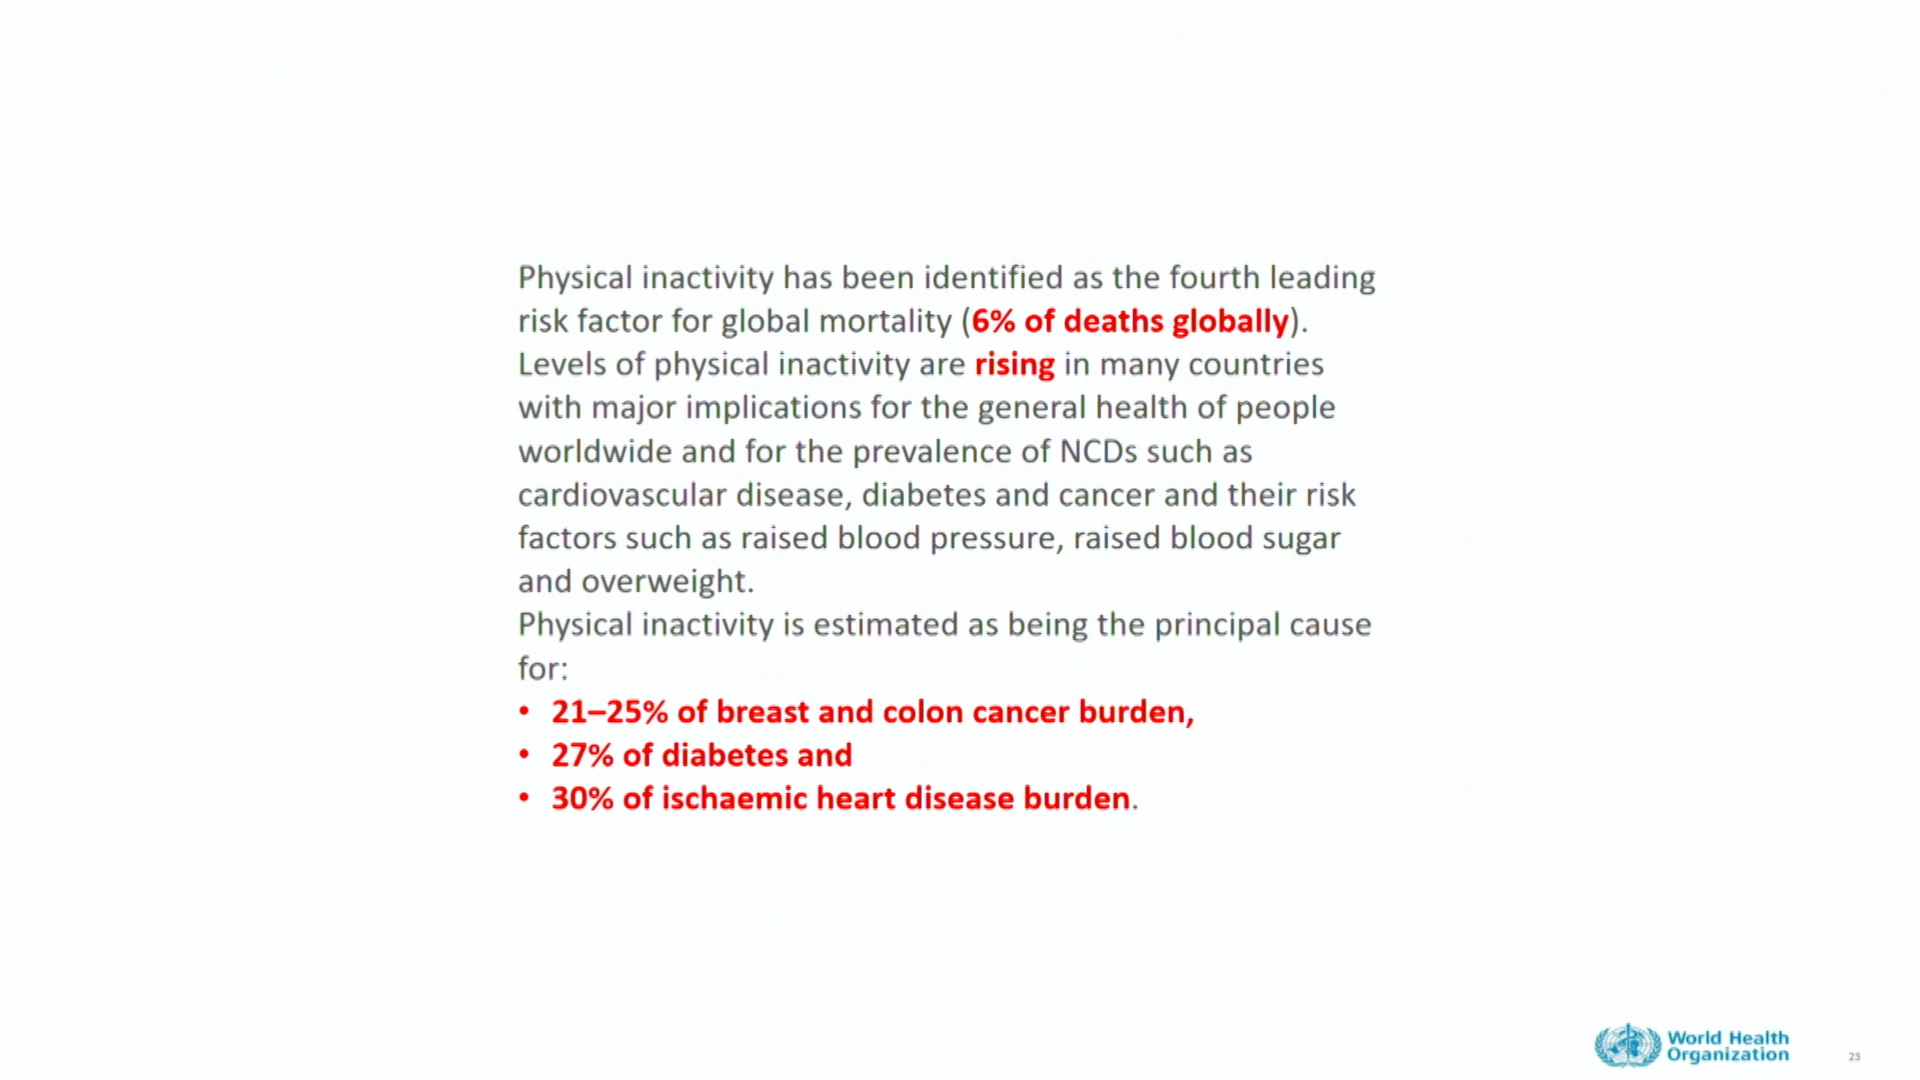 Physical inactivity has been identified as the fourth leading
risk factor for global mortality (6% of deaths globally).
Levels of physical inactivity are rising in many countries
with major implications for the general health of people
worldwide and for the prevalence of NCDs such as
cardiovascular disease, diabetes and cancer and their risk
factors such as raised blood pressure, raised blood sugar
and overweight.
Physical inactivity is estimated as being the principal cause
for:
• 21–25% of breast and colon cancer burden,
• 27% of diabetes and
• 30% of ischaemic heart disease burden.
World Health
Organization
23